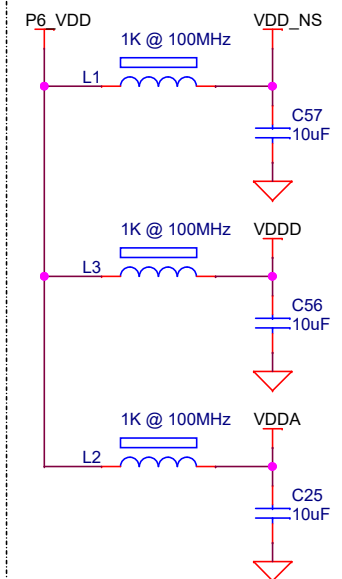 P6_VDD
VDD_NS
1K @ 100MHz
L1
C57
10uF
1K @ 100MHz
VDDD
L3
C56
10uF
1K @ 100MHz
VDDA
L2
C25
10uF